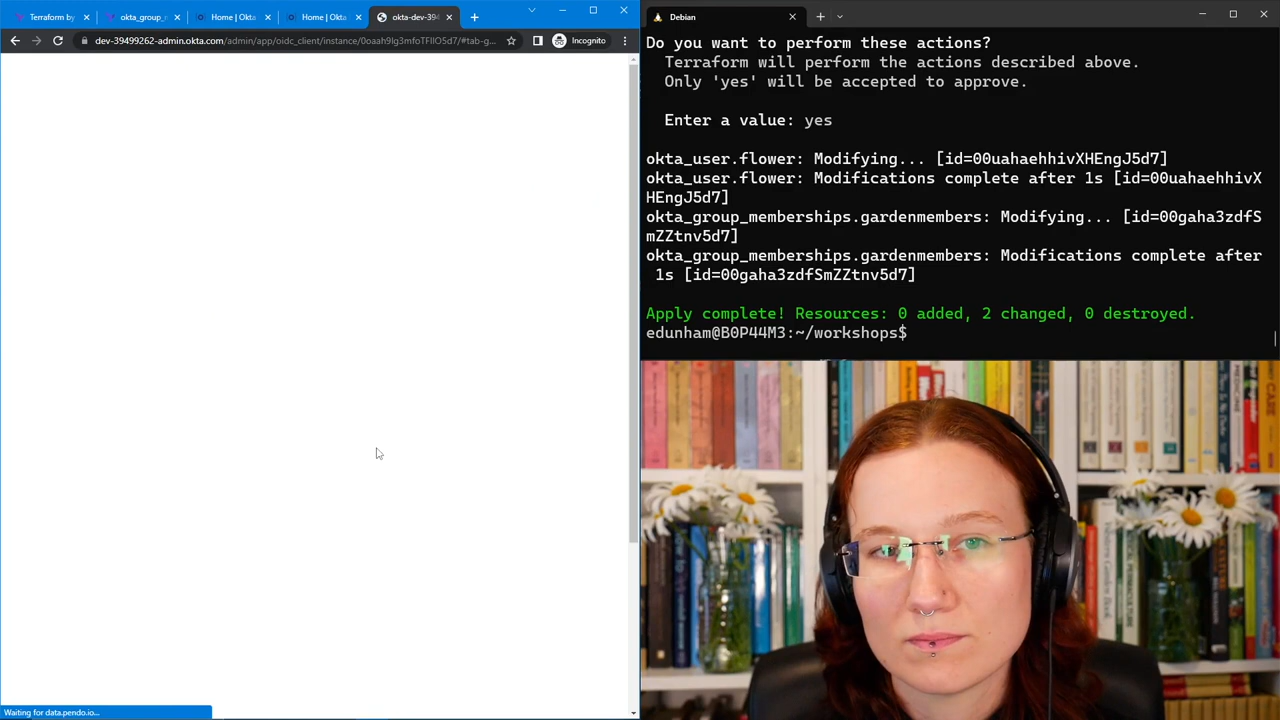 Terraform by
okta_group_m
Home | Okta
Home | Okta
okta-dev-394
dev-39499262-admin.okta.com/admin/app/oidc_client/instance/0oaah9lg3mfoTFIlO5d7/#tab-g...
Incognito
Waiting for data.pendo.io...
Debian
Do you want to perform these actions?
Terraform will perform the actions described above.
Only 'yes' will be accepted to approve.
Enter a value: yes
okta_user.flower: Modifying... [id=00uahaehhivXHEngJ5d7]
okta_user.flower: Modifications complete after 1s [id=00uahaehhivX
HEngJ5d7]
okta_group_memberships.gardenmembers: Modifying... [id=00gaha3zdfS
mZZtnv5d7]
okta_group_memberships.gardenmembers: Modifications complete after
1s [id=00gaha3zdfSmZZtnv5d7]
Apply complete! Resources: 0 added, 2 changed, 0 destroyed.
edunham@B0P44M3:~/workshops$